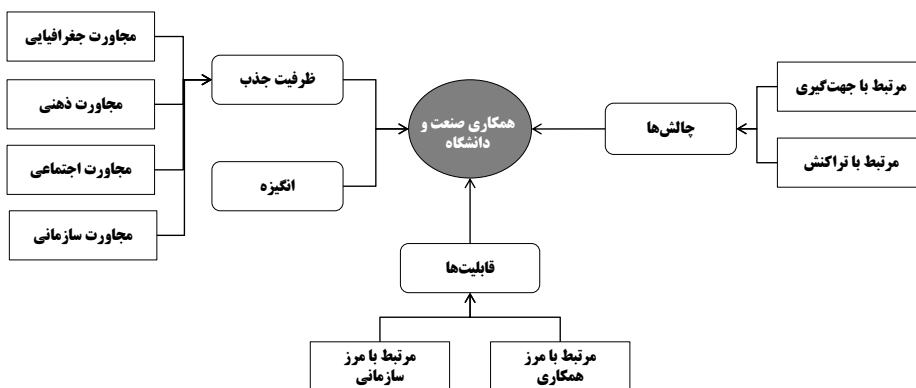 مجاورت جغرافیایی
مجاورت ذهنی
مجاورت اجتماعی
مجاورت سازمانی
ظرفیت جذب
انگیزه
همکاری صنعت و
دانشگاه
چالش‌ها
مرتبط با جهت‌گیری
مرتبط با تراکنش
قابلیت‌ها
مرتبط با مرز
سازمانی
مرتبط با مرز
همکاری